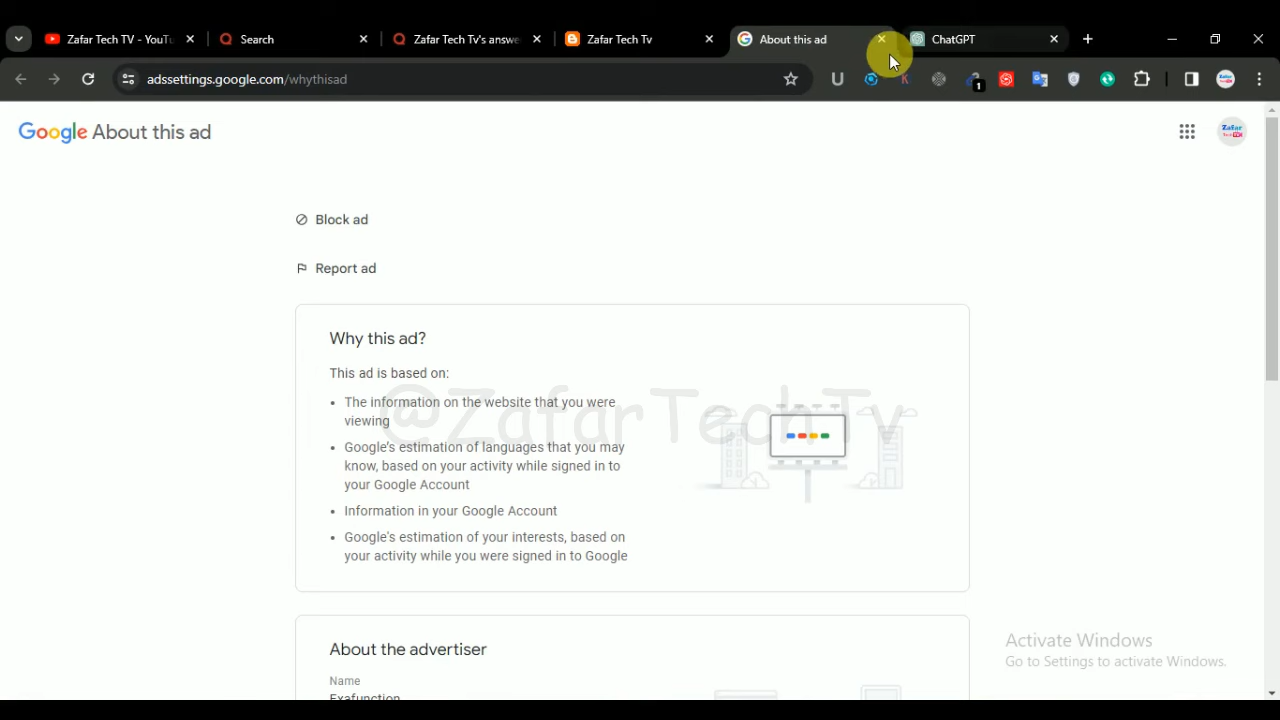 Zafar Tech TV - YouTu
Search
Zafar Tech Tv's answe
Zafar Tech Tv
About this ad
ChatGPT
adssettings.google.com/whythisad
U
K
1
Google About this ad
Zafar
Tech TV
Block ad
Report ad
Why this ad?
This ad is based on:
• The information on the website that you were
viewing
• Google's estimation of languages that you may
know, based on your activity while signed in to
your Google Account
• Information in your Google Account
• Google's estimation of your interests, based on
your activity while you were signed in to Google
@ZafarTechTv
About the advertiser
Name
Exafunction
Activate Windows
Go to Settings to activate Windows.